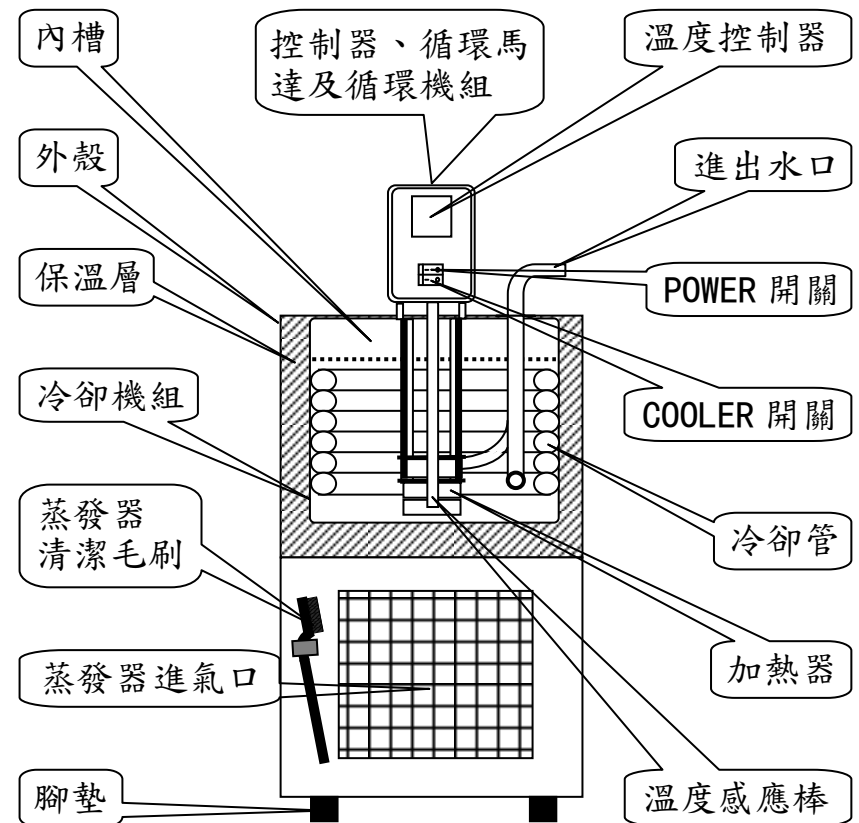 內槽
控制器、循環馬
達及循環機組
溫度控制器
外殼
進出水口
保溫層
POWER 開關
冷卻機組
COOLER 開關
蒸發器
清潔毛刷
冷卻管
蒸發器進氣口
加熱器
腳墊
溫度感應棒